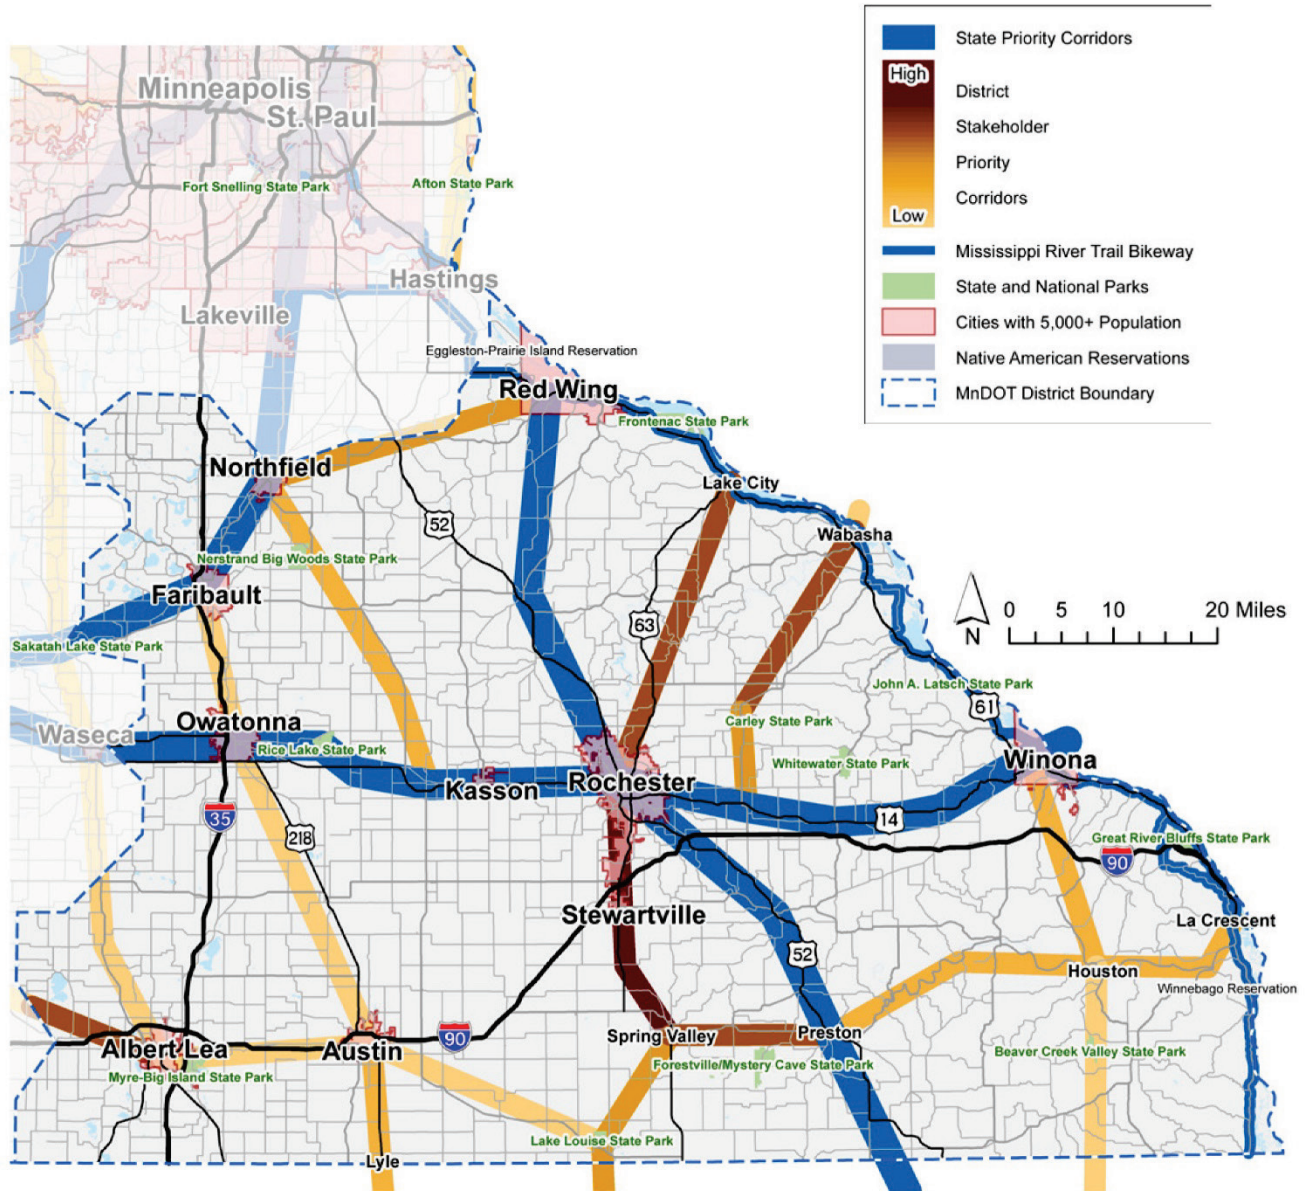 State Priority Corridors
High
District
Stakeholder
Priority
Corridors
Low
Mississippi River Trail Bikeway
State and National Parks
Cities with 5,000+ Population
Native American Reservations
MnDOT District Boundary
Minneapolis
St. Paul
Fort Snelling State Park
Afton State Park
Hastings
Lakeville
Eggleston-Prairie Island Reservation
Red Wing
Frontenac State Park
Northfield
Lake City
52
Wabasha
Nerstrand Big Woods State Park
Faribault
63
N
0 5 10 20 Miles
Sakatah Lake State Park
John A. Latsch State Park
61
Owatonna
Carley State Park
Waseca
Rice Lake State Park
Winona
Whitewater State Park
Kasson
Rochester
35
14
218
Great River Bluffs State Park
90
Stewartville
La Crescent
52
Houston
Winnebago Reservation
Spring Valley
Preston
90
Albert Lea
Austin
Beaver Creek Valley State Park
Forestville/Mystery Cave State Park
Myre-Big Island State Park
Lake Louise State Park
Lyle